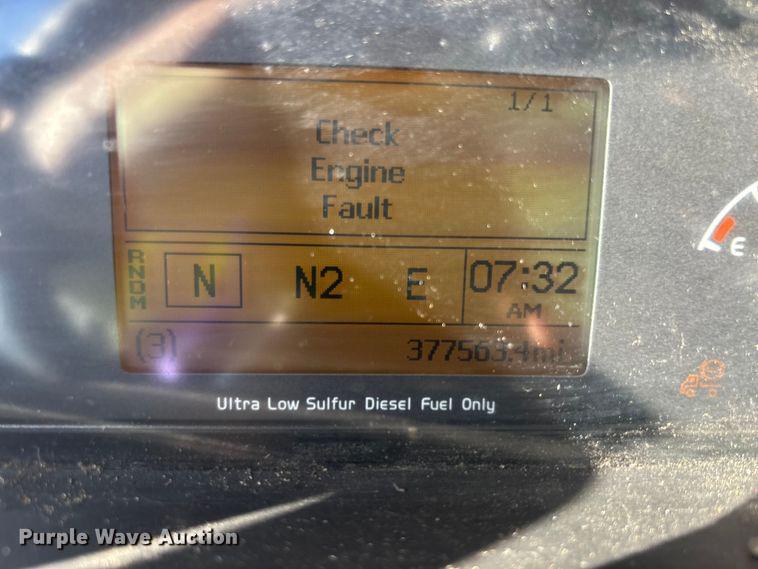 1/1
Check
Engine
Fault
R
N
D
M
N N2 E 07:32
AM
(3) 377563.4mi
E
Ultra Low Sulfur Diesel Fuel Only
Purple Wave Auction